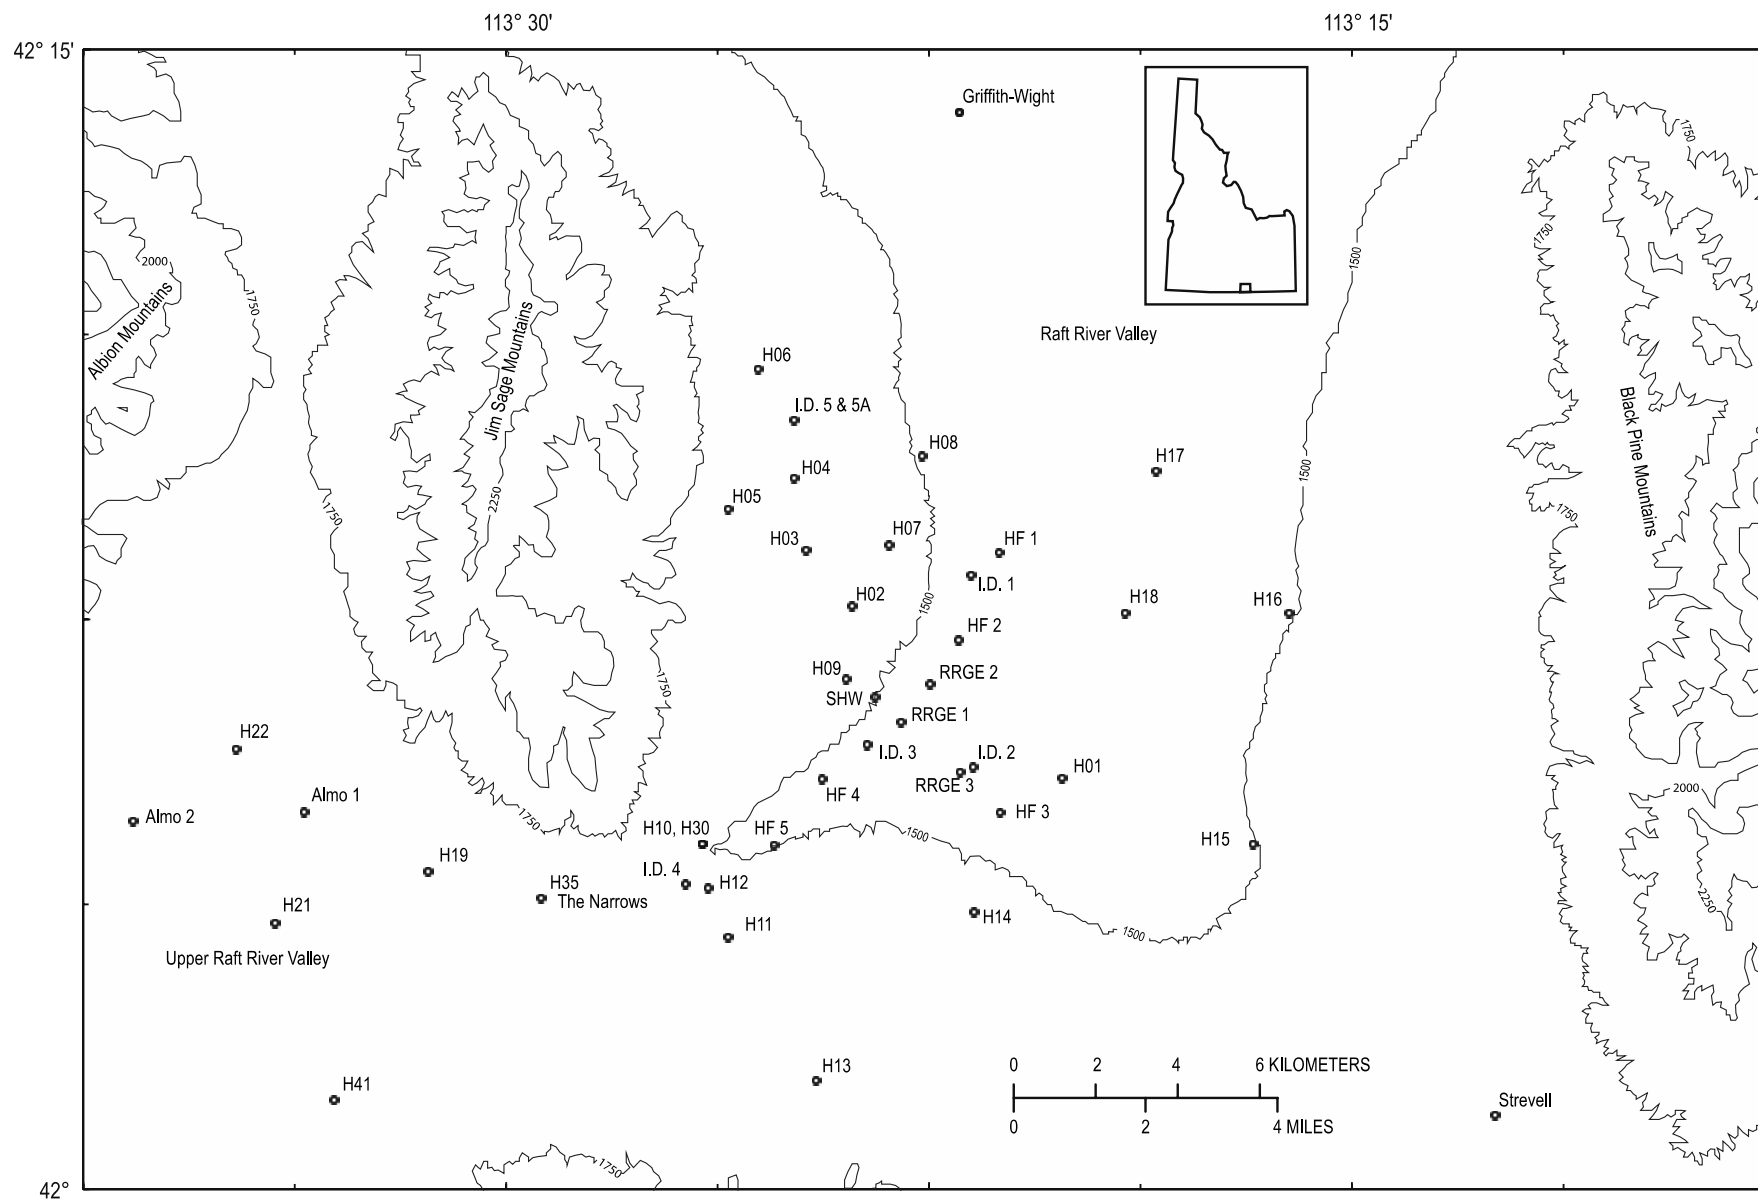 113° 30'
113° 15'
42° 15'
Griffith-Wight
1750
1750
2000
1750
1500
Albion Mountains
Jim Sage Mountains
Raft River Valley
H06
I.D. 5 & 5A
H08
H17
Black Pine Mountains
H04
1500
2250
H05
1750
1750
H03
H07
HF 1
I.D. 1
H02
1500
H18
H16
HF 2
H09
RRGE 2
1750
SHW
RRGE 1
H22
I.D. 3
I.D. 2
H01
RRGE 3
HF 4
2000
Almo 1
Almo 2
HF 3
1750
H10, H30
HF 5
1500
H15
H19
I.D. 4
H12
H35
The Narrows
2250
H21
H14
H11
1500
Upper Raft River Valley
H13
0 2 4 6 KILOMETERS
H41
Strevell
0 2 4 MILES
1750
42°